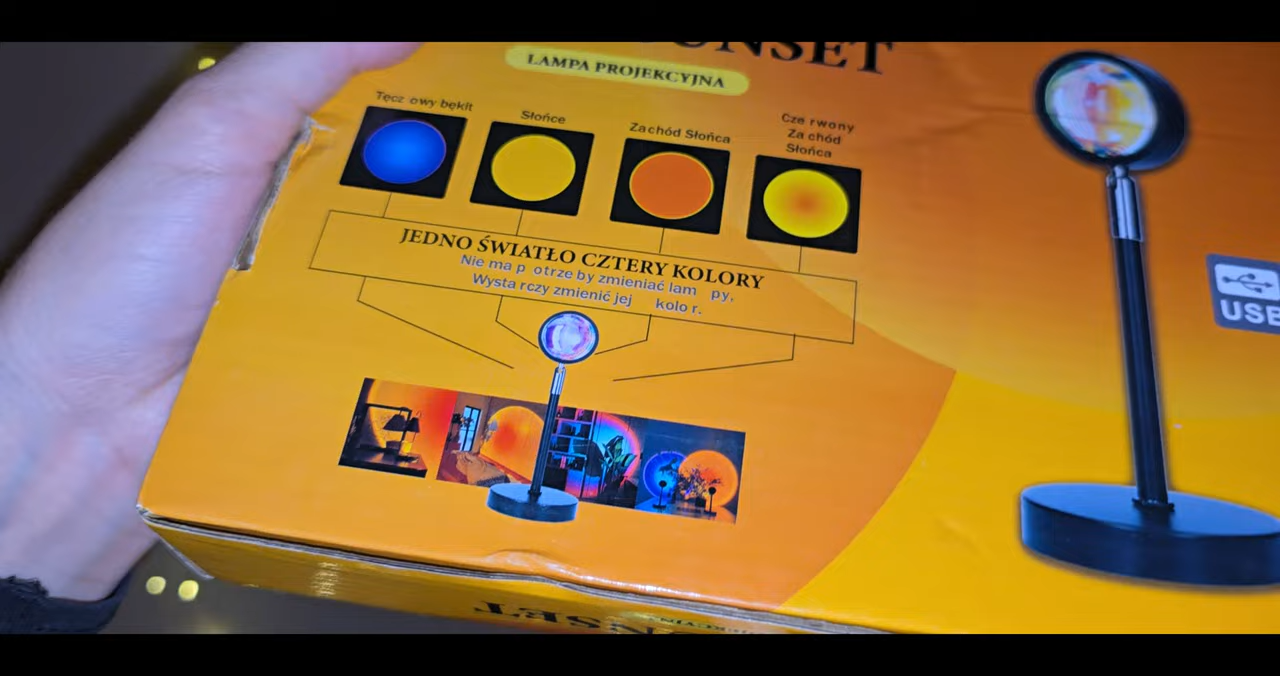 LAMPA PROJEKCYJNA
Tęcz owy bękit
Słońce
Zachód Słońca
Cze rwony
Za chód
Słońca
JEDNO ŚWIATŁO CZTERY KOLORY
Nie ma p otrze by zmieniać lam py,
Wysta rczy zmienić jej kolo r.
USB